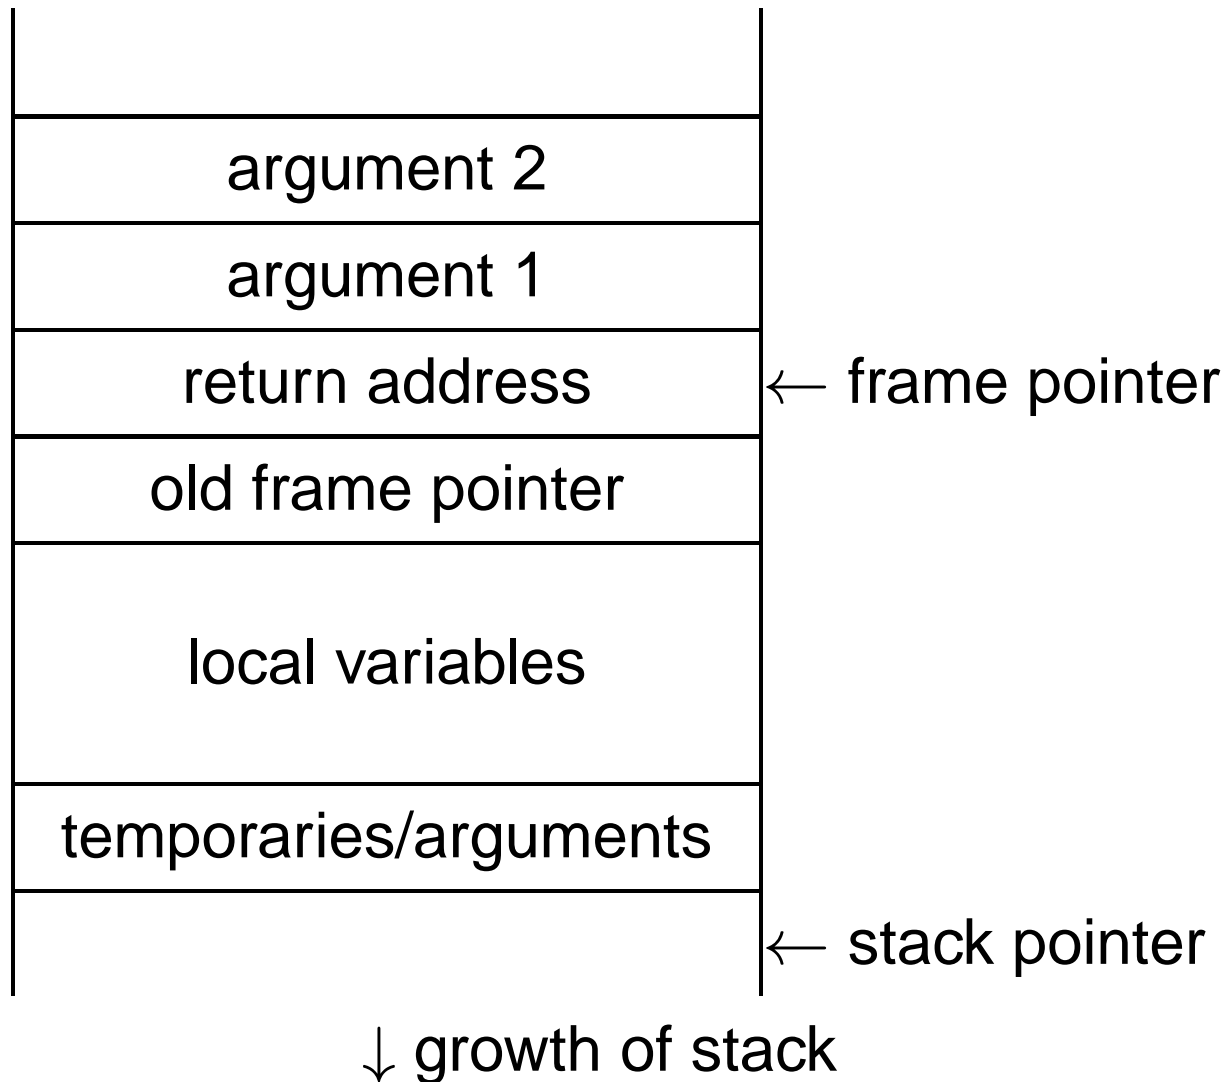 argument 2
argument 1
return address
← frame pointer
old frame pointer
local variables
temporaries/arguments
← stack pointer
↓ growth of stack